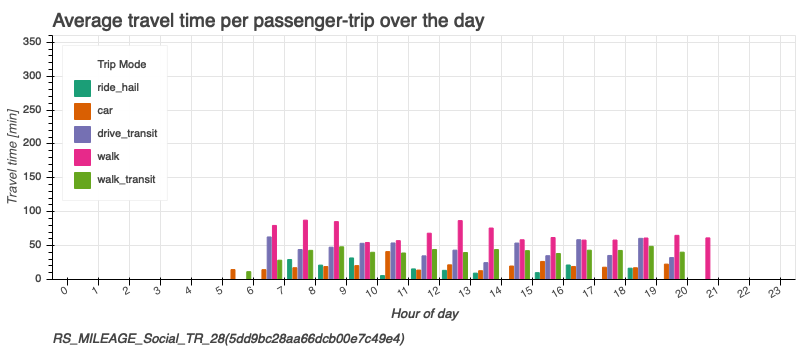 Average travel time per passenger-trip over the day
350
300
250
200
150
100
50
0
Travel time [min]
Trip Mode
ride_hail
car
drive_transit
walk
walk_transit
0 1 2 3 4 5 6 7 8 9 10 11 12 13 14 15 16 17 18 19 20 21 22 23
Hour of day
RS_MILEAGE_Social_TR_28(5dd9bc28aa66dcb00e7c49e4)